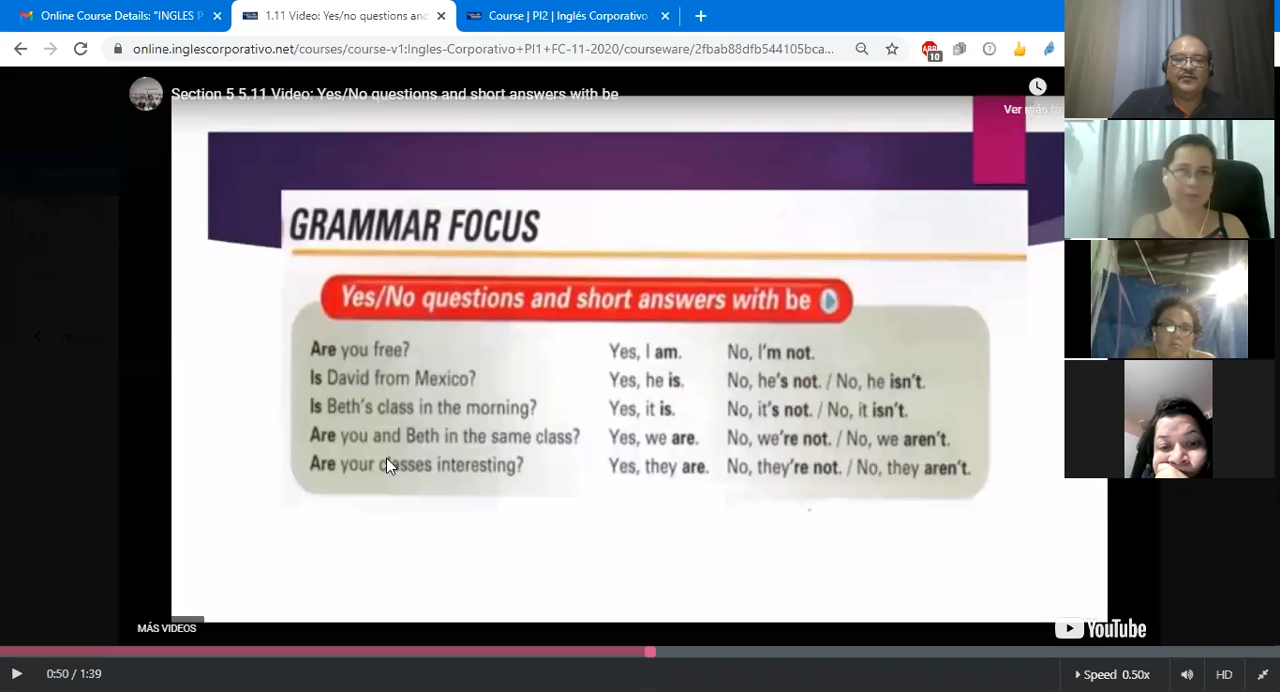 Online Course Details: "INGLES P
1.11 Video: Yes/no questions and
Course | PI2 | Inglés Corporativo
online.inglescorporativo.net/courses/course-v1:Ingles-Corporativo+PI1+FC-11-2020/courseware/2fbab88dfb544105bca...
10
Section 5 5.11 Video: Yes/No questions and short answers with be
Ver más ta
GRAMMAR FOCUS
Yes/No questions and short answers with be
Are you free? Yes, I am. No, I'm not.
Is David from Mexico? Yes, he is. No, he's not. / No, he isn't.
Is Beth's class in the morning? Yes, it is. No, it's not. / No, it isn't.
Are you and Beth in the same class? Yes, we are. No, we're not. / No, we aren't.
Are your classes interesting? Yes, they are. No, they're not. / No, they aren't.
MÁS VIDEOS
YouTube
0:50 / 1:39
Speed 0.50x
HD